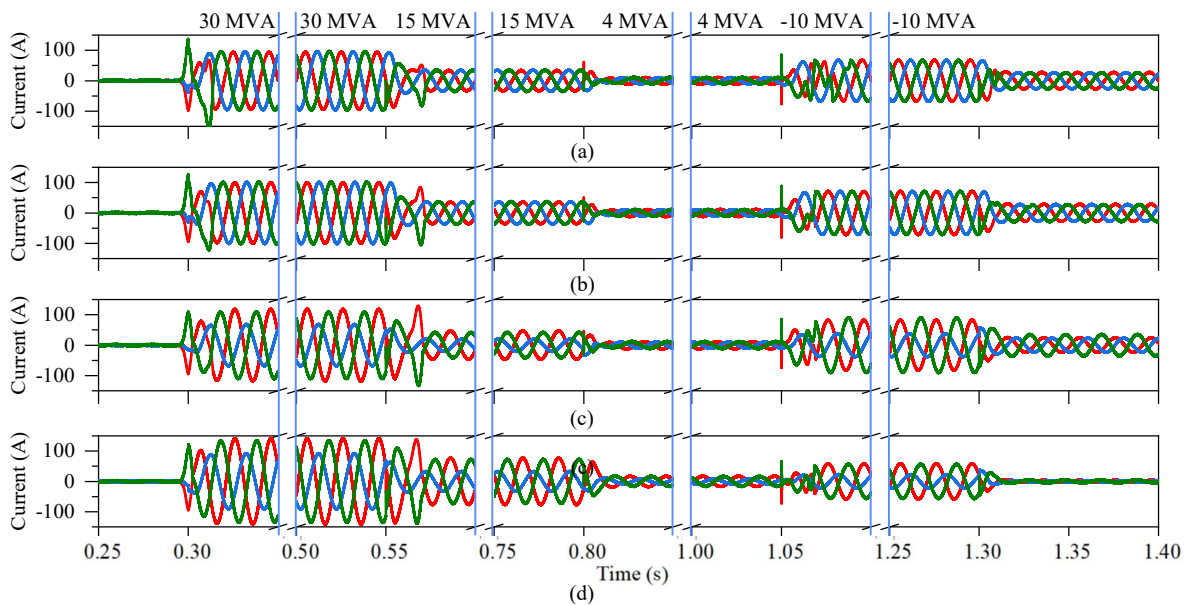 30 MVA 30 MVA 15 MVA 15 MVA 4 MVA 4 MVA -10 MVA -10 MVA
Current (A)
100
0
-100
(a)
Current (A)
100
0
-100
(b)
Current (A)
100
0
-100
(c)
Current (A)
100
0
-100
(c)
0.25 0.30 0.50 0.55 0.75 0.80 1.00 1.05 1.25 1.30 1.35 1.40
Time (s)
(d)